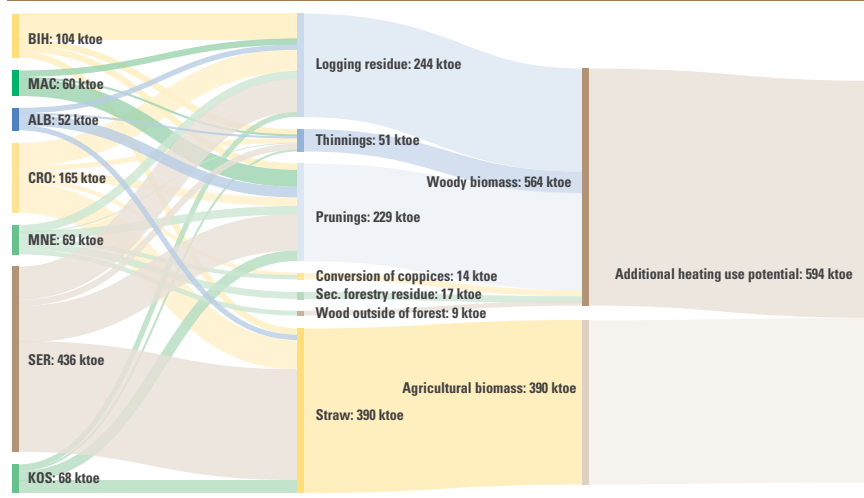 BIH: 104 ktoe
MAC: 60 ktoe
ALB: 52 ktoe
CRO: 165 ktoe
MNE: 69 ktoe
SER: 436 ktoe
KOS: 68 ktoe
Logging residue: 244 ktoe
Thinnings: 51 ktoe
Prunings: 229 ktoe
Conversion of coppices: 14 ktoe
Sec. forestry residue: 17 ktoe
Wood outside of forest: 9 ktoe
Straw: 390 ktoe
Woody biomass: 564 ktoe
Agricultural biomass: 390 ktoe
Additional heating use potential: 594 ktoe